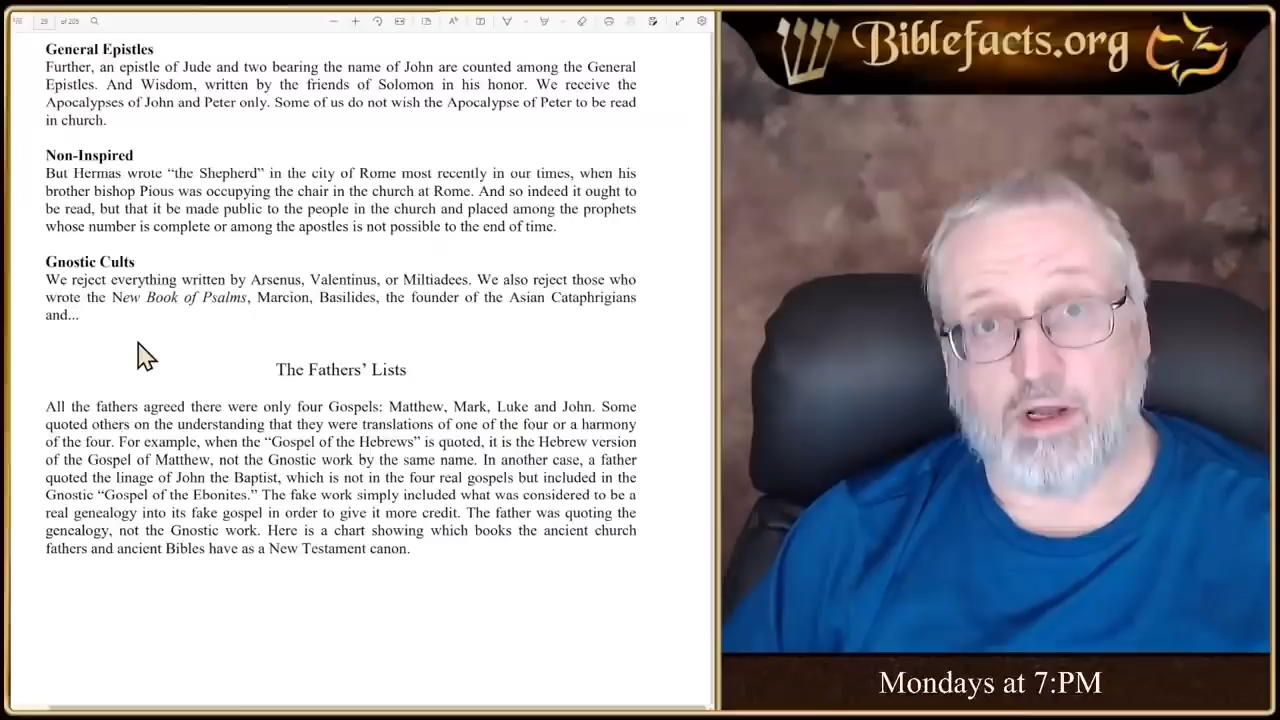 29 of 205
General Epistles
Further, an epistle of Jude and two bearing the name of John are counted among the General
Epistles. And Wisdom, written by the friends of Solomon in his honor. We receive the
Apocalypses of John and Peter only. Some of us do not wish the Apocalypse of Peter to be read
in church.
Non-Inspired
But Hermas wrote “the Shepherd” in the city of Rome most recently in our times, when his
brother bishop Pious was occupying the chair in the church at Rome. And so indeed it ought to
be read, but that it be made public to the people in the church and placed among the prophets
whose number is complete or among the apostles is not possible to the end of time.
Gnostic Cults
We reject everything written by Arsenus, Valentinus, or Miltiadees. We also reject those who
wrote the New Book of Psalms, Marcion, Basilides, the founder of the Asian Cataphrigians
and...
The Fathers’ Lists
All the fathers agreed there were only four Gospels: Matthew, Mark, Luke and John. Some
quoted others on the understanding that they were translations of one of the four or a harmony
of the four. For example, when the “Gospel of the Hebrews” is quoted, it is the Hebrew version
of the Gospel of Matthew, not the Gnostic work by the same name. In another case, a father
quoted the linage of John the Baptist, which is not in the four real gospels but included in the
Gnostic “Gospel of the Ebonites.” The fake work simply included what was considered to be a
real genealogy into its fake gospel in order to give it more credit. The father was quoting the
genealogy, not the Gnostic work. Here is a chart showing which books the ancient church
fathers and ancient Bibles have as a New Testament canon.
Biblefacts.org
Mondays at 7:PM